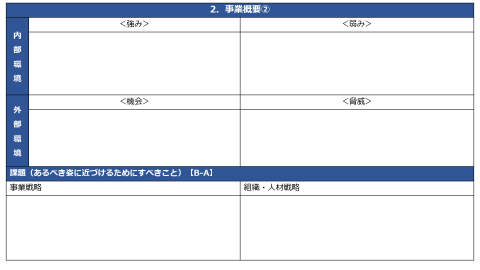 2．事業概要②
内部環境
＜強み＞
＜弱み＞
外部環境
＜機会＞
＜脅威＞
課題（あるべき姿に近づけるためにすべきこと）【B-A】
事業戦略
組織・人材戦略